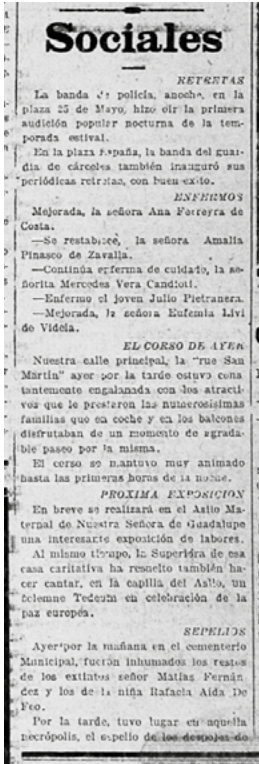 Sociales
RETRETAS
La banda de policía, anoche, en la
plaza 25 de Mayo, hizo oir la primera
audición popular nocturna de la tem-
porada estival.
En la plaza España, la banda del guar-
dia de cárceles también inauguró sus
periódicas retretas, con buen exito.
ENFERMOS
Mejorada, la señora Ana Ferreyra de
Costa.
—Se restablece, la señora Amalia
Pinasco de Zavalla.
—Continúa enferma de cuidado, la se-
ñorita Mercedes Vera Candioti.
—Enfermo el joven Julio Pietranera.
—Mejorada, la señora Eufemia Livi
de Videla.
EL CORSO DE AYER
Nuestra calle principal, la "rue San
Martín" ayer por la tarde estuvo cons
tantemente engalanada con los atracti-
vos que le prestaron las numerosísimas
familias que en coche y en los balcones
disfrutaban de un momento de agrada-
ble paseo por la misma.
El corso se mantuvo muy animado
hasta las primeras horas de la noche.
PROXIMA EXPOSICION
En breve se realizará en el Asilo Ma-
ternal de Nuestra Señora de Guadalupe
una interesante exposición de labores.
Al mismo tiempo, la Superiora de esa
casa caritativa ha resuelto también ha-
cer cantar, en la capilla del Asilo, un
solemne Tedeum en celebración de la
paz européa.
SEPELIOS
Ayer por la mañana en el cementerio
Municipal, fueron inhumados los restos
de los extintos señor Matías Fernán-
dez y los de la niña Rafaela Aida De
Feo.
Por la tarde, tuvo lugar en aquella
necrópolis, el sepelio de los despojos de